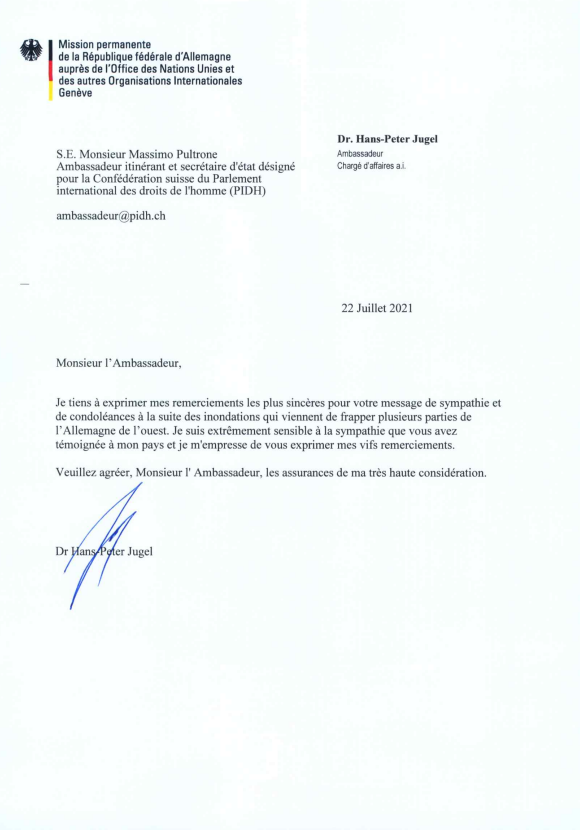 Mission permanente
de la République fédérale d'Allemagne
auprès de l'Office des Nations Unies et
des autres Organisations Internationales
Genève
Dr. Hans-Peter Jugel
Ambassadeur
Chargé d'affaires a.i.
S.E. Monsieur Massimo Pultrone
Ambassadeur itinérant et secrétaire d'état désigné
pour la Confédération suisse du Parlement
international des droits de l'homme (PIDH)
ambassadeur@pidh.ch
22 Juillet 2021
Monsieur l'Ambassadeur,
Je tiens à exprimer mes remerciements les plus sincères pour votre message de sympathie et
de condoléances à la suite des inondations qui viennent de frapper plusieurs parties de
l'Allemagne de l'ouest. Je suis extrêmement sensible à la sympathie que vous avez
témoignée à mon pays et je m'empresse de vous exprimer mes vifs remerciements.
Veuillez agréer, Monsieur l' Ambassadeur, les assurances de ma très haute considération.
Dr Hans-Peter Jugel